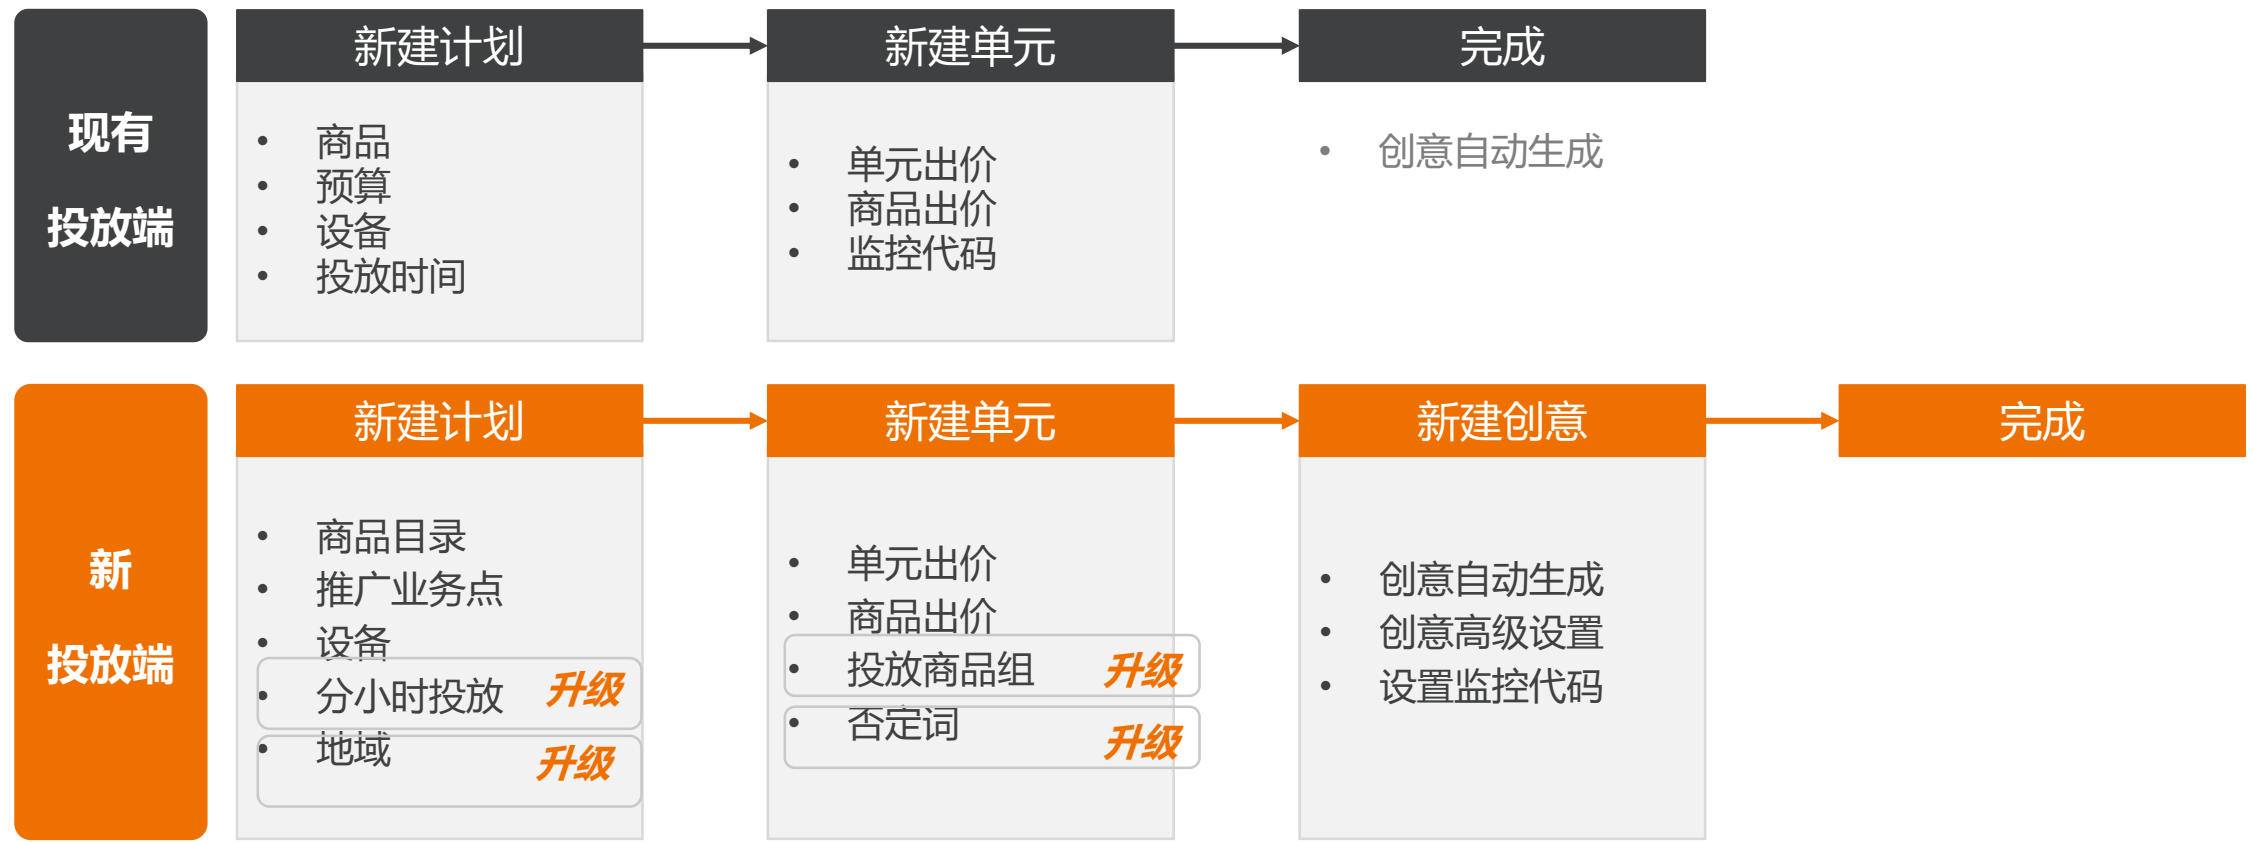 现有
投放端
新建计划
• 商品
• 预算
• 设备
• 投放时间
新建单元
• 单元出价
• 商品出价
• 监控代码
完成
• 创意自动生成
新
投放端
新建计划
• 商品目录
• 推广业务点
• 设备
• 分小时投放 升级
• 地域 升级
新建单元
• 单元出价
• 商品出价
• 投放商品组 升级
• 否定词 升级
新建创意
• 创意自动生成
• 创意高级设置
• 设置监控代码
完成